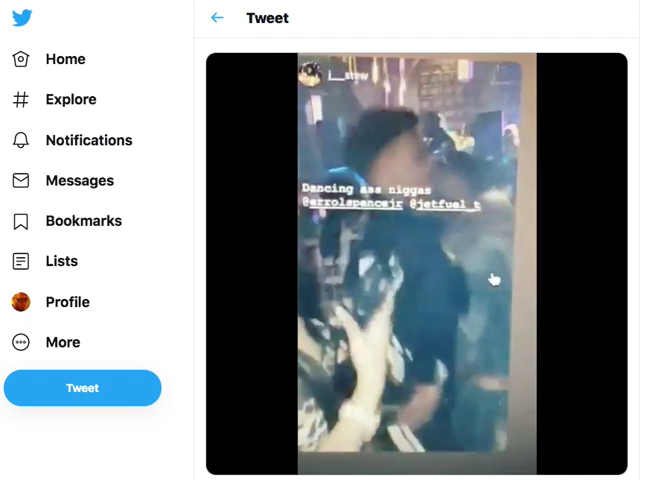 Tweet
Home
Explore
Notifications
Messages
Bookmarks
Lists
Profile
More
Tweet
Dancing ass niggas
@errolspencejr @jetfuel_t